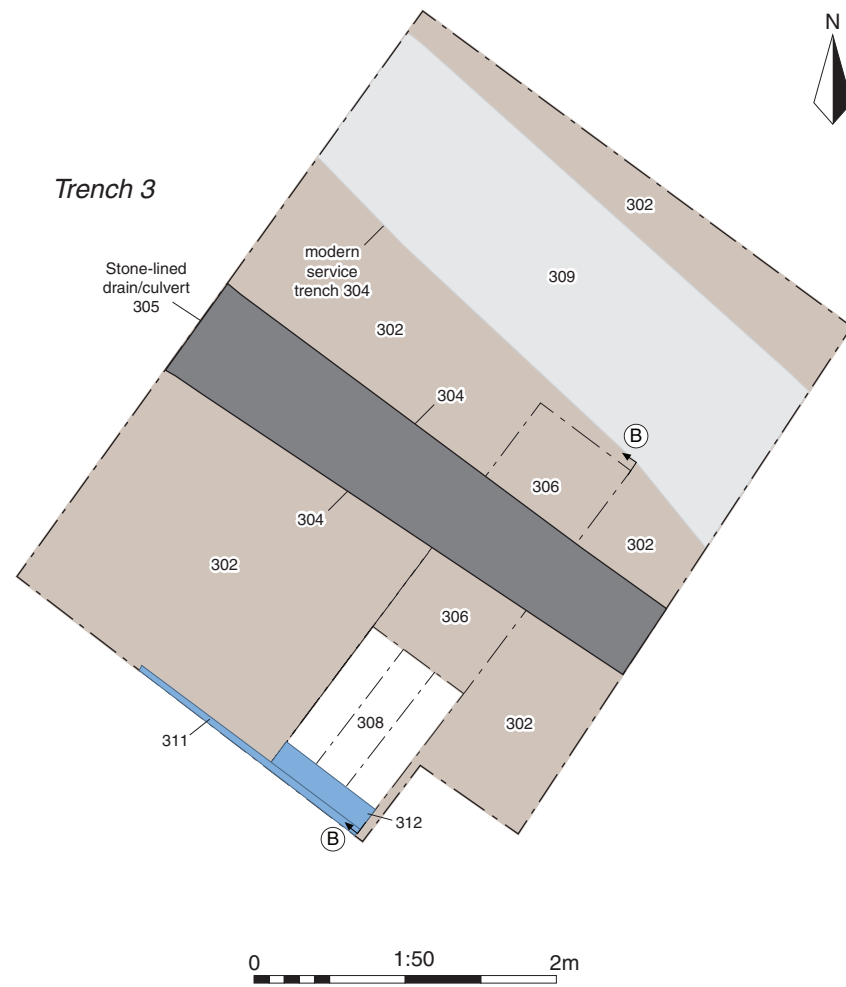 N
Trench 3
302
modern
service
trench 304
309
Stone-lined
drain/culvert
305
302
304
B
306
304
302
302
306
308
302
311
312
B
0
1:50
2m